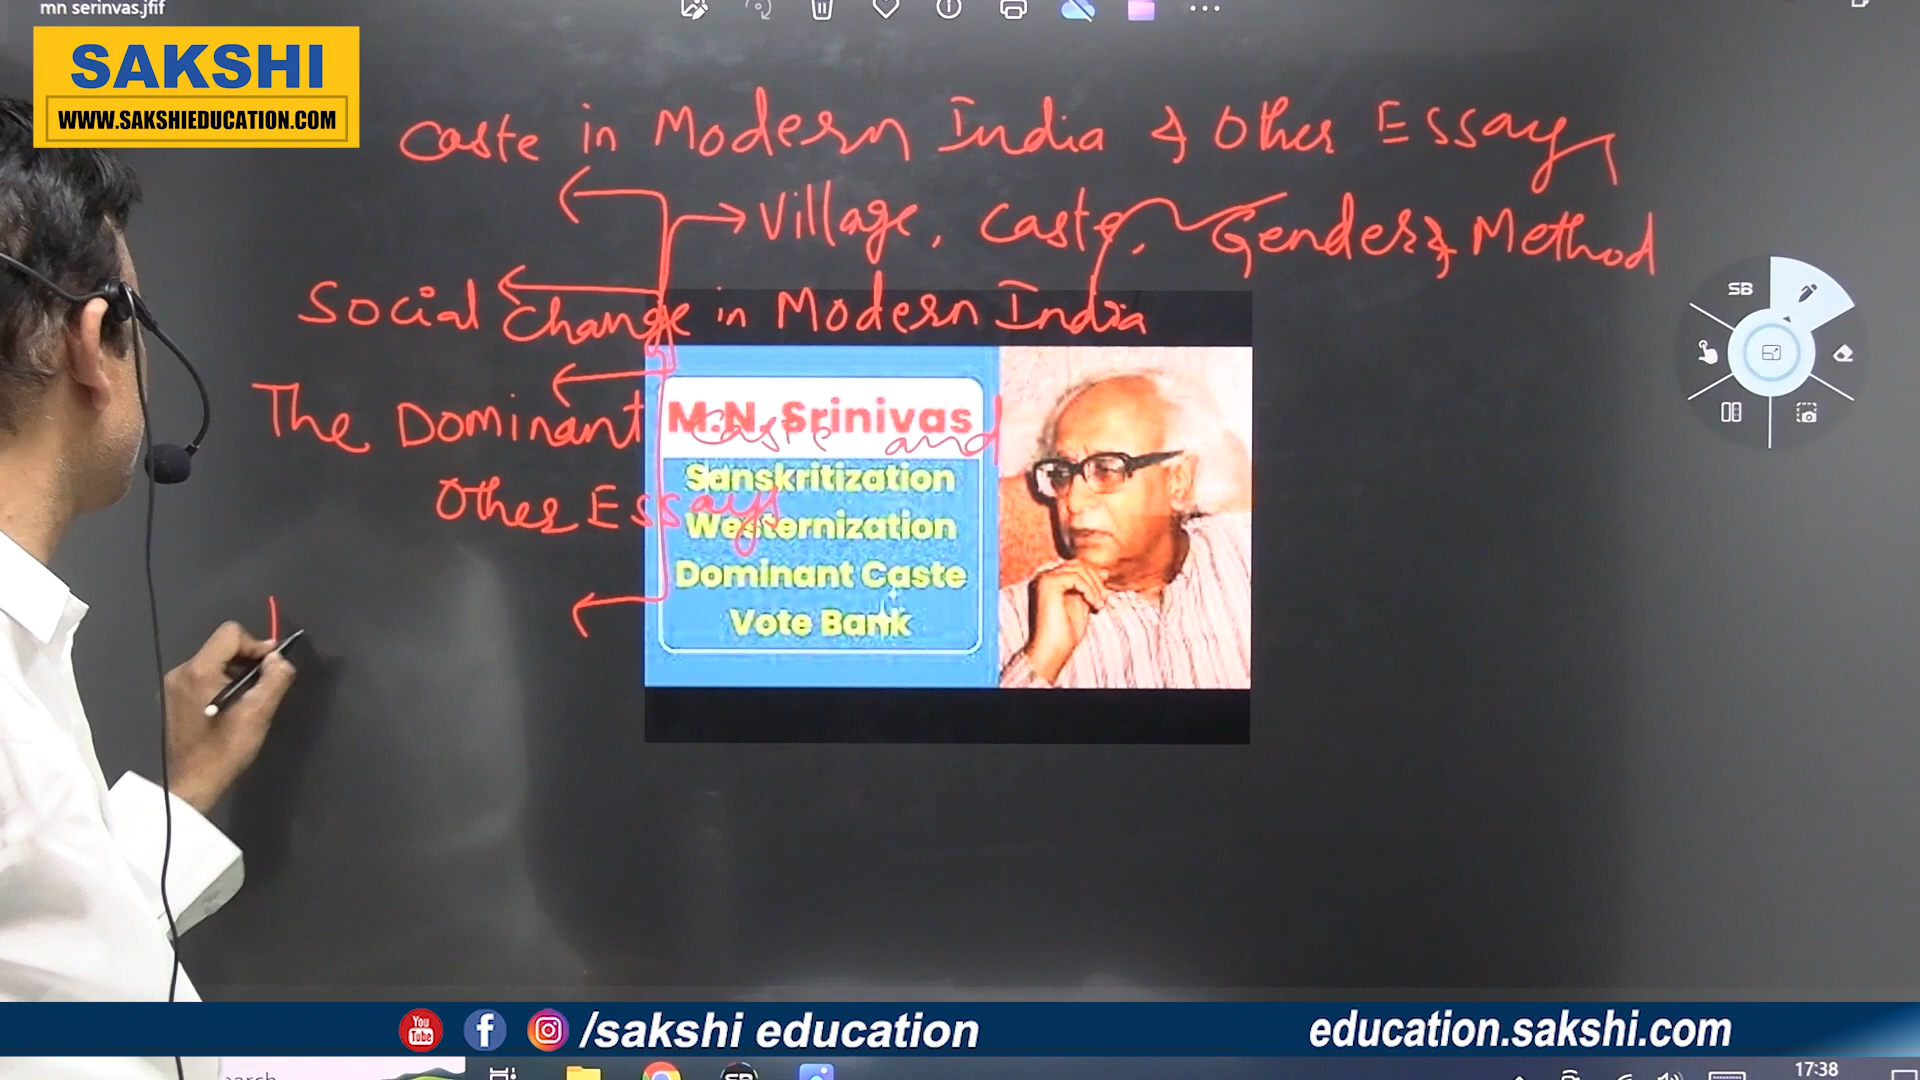 mn serinvas.jfif
SAKSHI
WWW.SAKSHIEDUCATION.COM
Caste in Modern India & Other Essays
Village, Caste, Gender & Method
SB
Social Change in Modern India
The Dominant Caste and
Other Essays
M.N. Srinivas
Sanskritization
Westernization
Dominant Caste
Vote Bank
You
Tube
/sakshi education
education.sakshi.com
17:38